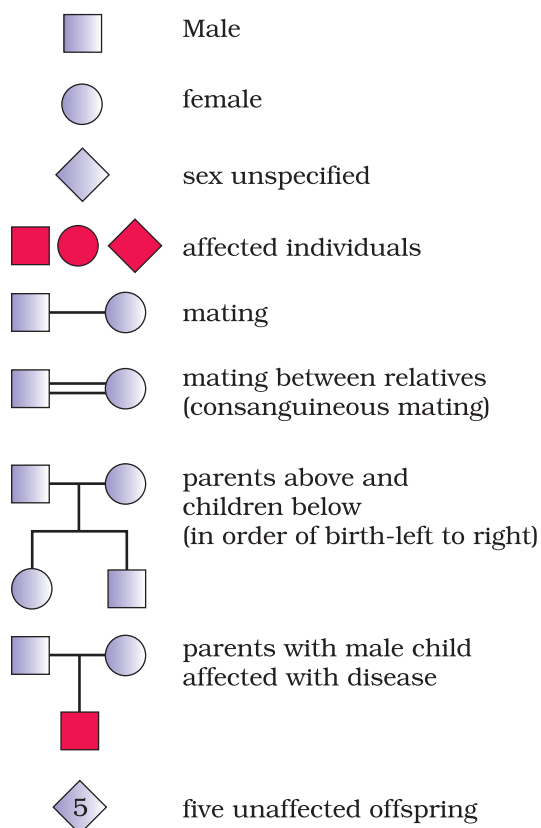 Male
female
sex unspecified
affected individuals
mating
mating between relatives
(consanguineous mating)
parents above and
children below
(in order of birth-left to right)
parents with male child
affected with disease
5 five unaffected offspring